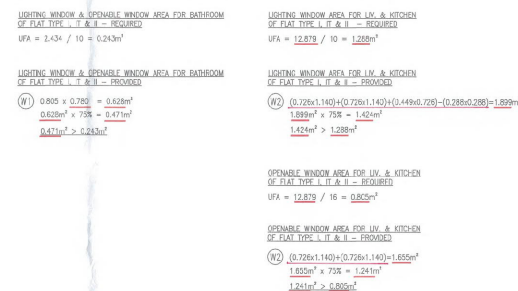 LIGHTING WINDOW & OPENABLE WINDOW AREA FOR BATHROOM
OF FLAT TYPE I, IT & II – REQUIRED
UFA = 2.434 / 10 = 0.243m²
LIGHTING WINDOW & OPENABLE WINDOW AREA FOR BATHROOM
OF FLAT TYPE I, IT & II – PROVIDED
W1 0.805 x 0.780 = 0.628m²
0.628m² x 75% = 0.471m²
0.471m² > 0.243m²
LIGHTING WINDOW AREA FOR LIV. & KITCHEN
OF FLAT TYPE I, IT & II – REQUIRED
UFA = 12.879 / 10 = 1.288m²
LIGHTING WINDOW AREA FOR LIV. & KITCHEN
OF FLAT TYPE I, IT & II – PROVIDED
W2 (0.726x1.140)+(0.726x1.140)+(0.449x0.726)–(0.288x0.288)=1.899m
1.899m² x 75% = 1.424m²
1.424m² > 1.288m²
OPENABLE WINDOW AREA FOR LIV. & KITCHEN
OF FLAT TYPE I, IT & II – REQUIRED
UFA = 12.879 / 16 = 0.805m²
OPENABLE WINDOW AREA FOR LIV. & KITCHEN
OF FLAT TYPE I, IT & II – PROVIDED
W2 (0.726x1.140)+(0.726x1.140)=1.655m²
1.655m² x 75% = 1.241m²
1.241m² > 0.805m²